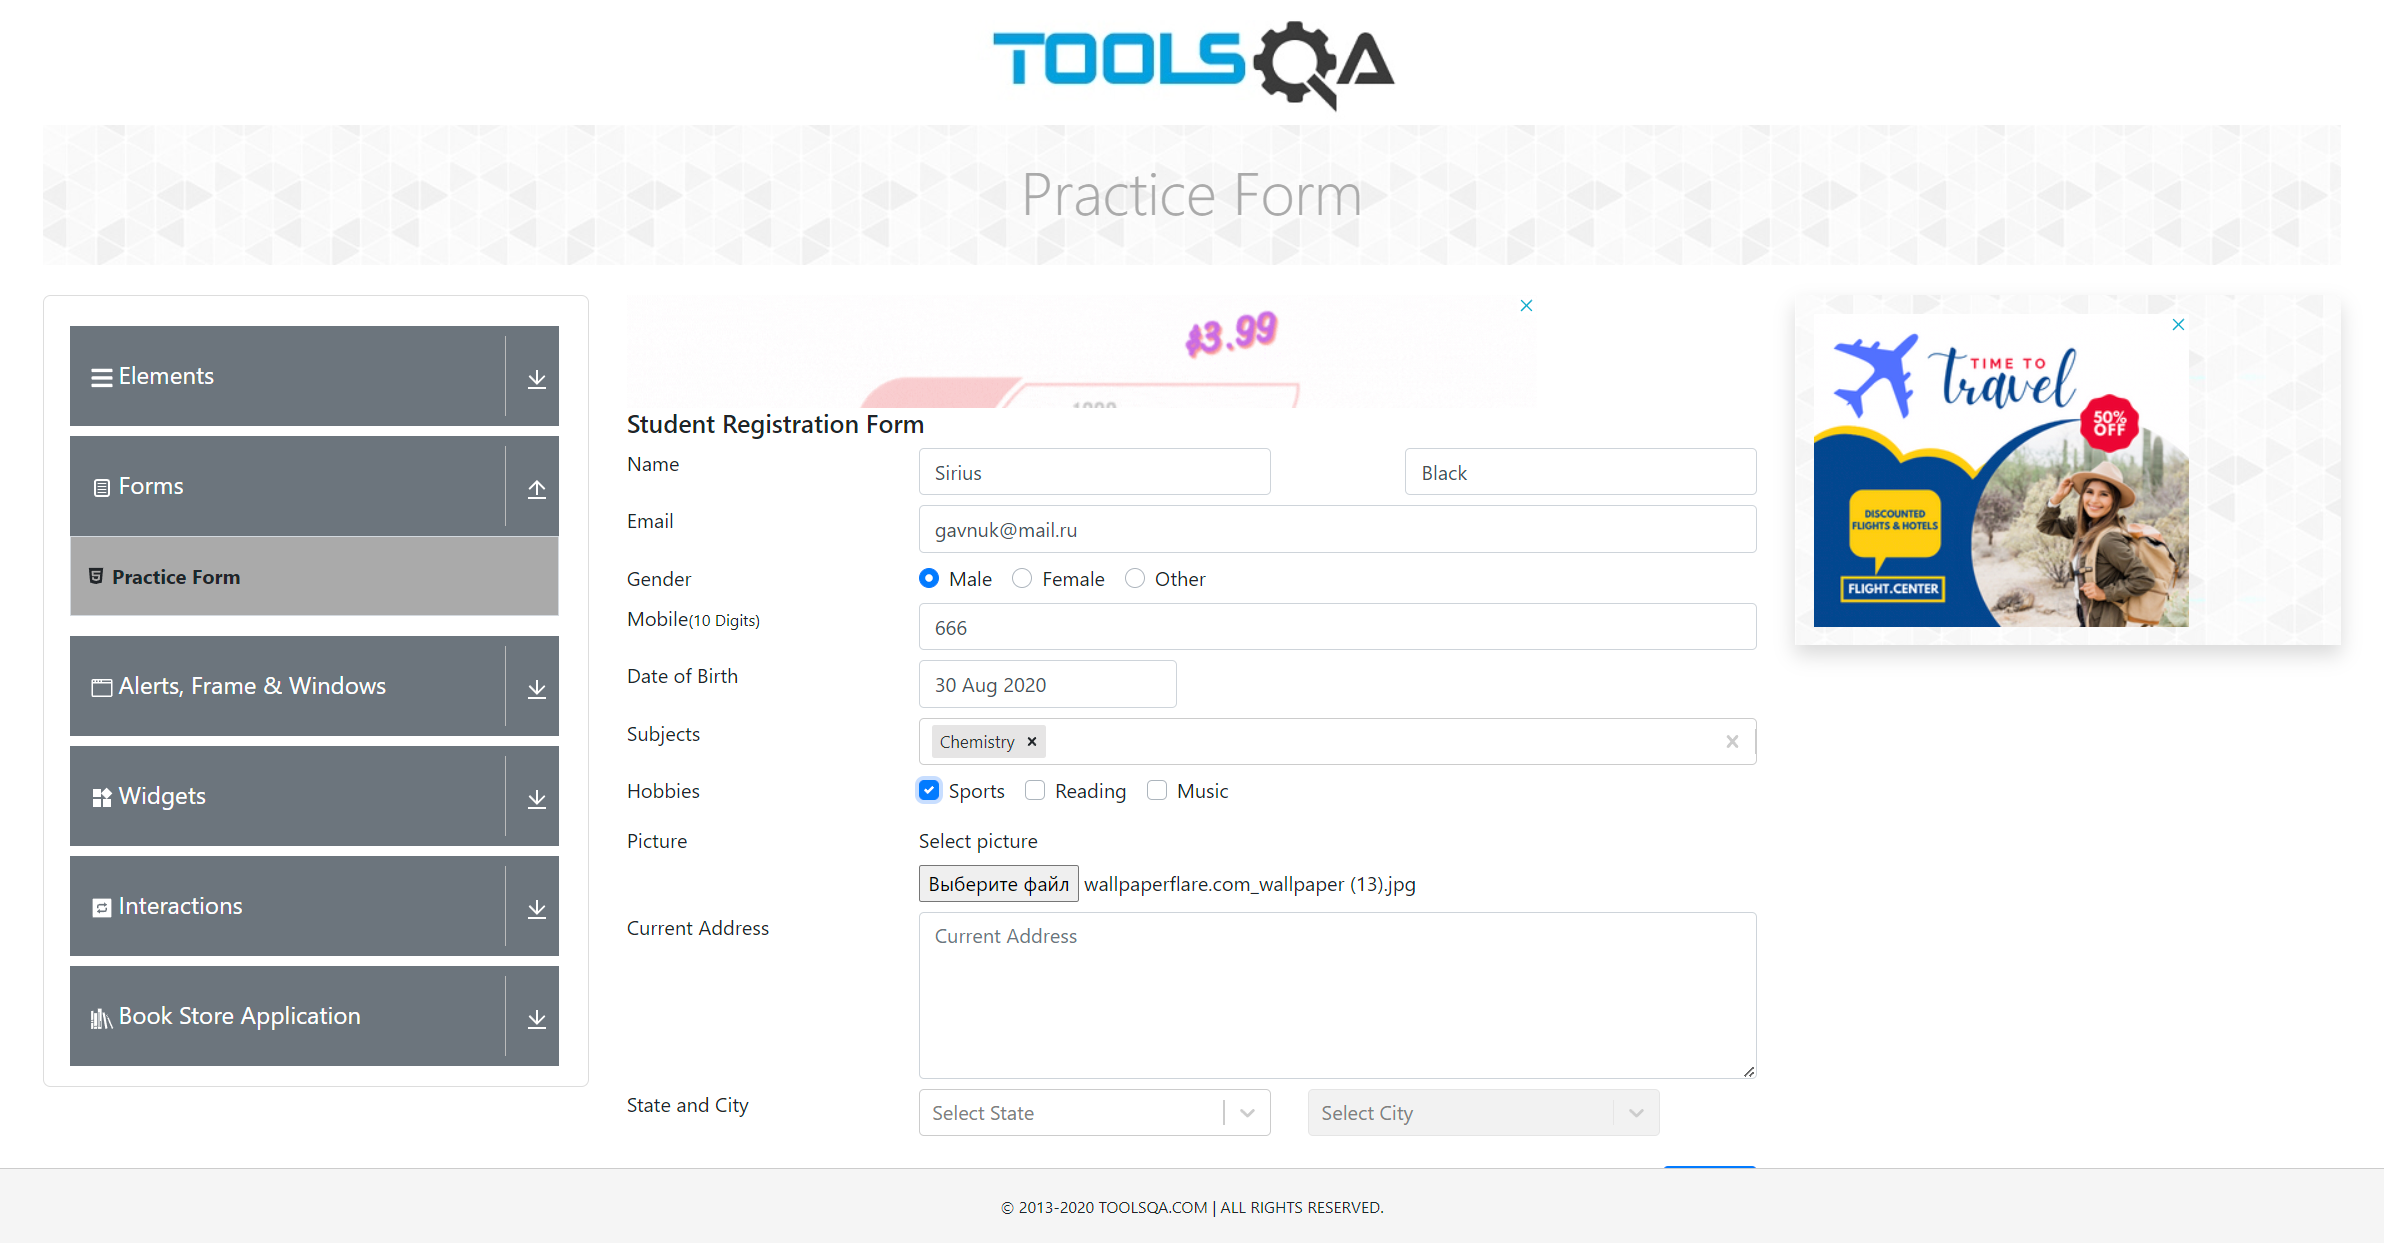 TOOLSQA
Practice Form
Elements
Forms
Practice Form
Alerts, Frame & Windows
Widgets
Interactions
Book Store Application
$3.99
Student Registration Form
Name
Sirius
Black
Email
gavnuk@mail.ru
Gender
Male
Female
Other
Mobile(10 Digits)
666
Date of Birth
30 Aug 2020
Subjects
Chemistry
Hobbies
Sports
Reading
Music
Picture
Select picture
Выберите файл wallpaperflare.com_wallpaper (13).jpg
Current Address
Current Address
State and City
Select State
Select City
TIME TO
travel
50%
OFF
DISCOUNTED
FLIGHTS & HOTELS
FLIGHT.CENTER
© 2013-2020 TOOLSQA.COM | ALL RIGHTS RESERVED.